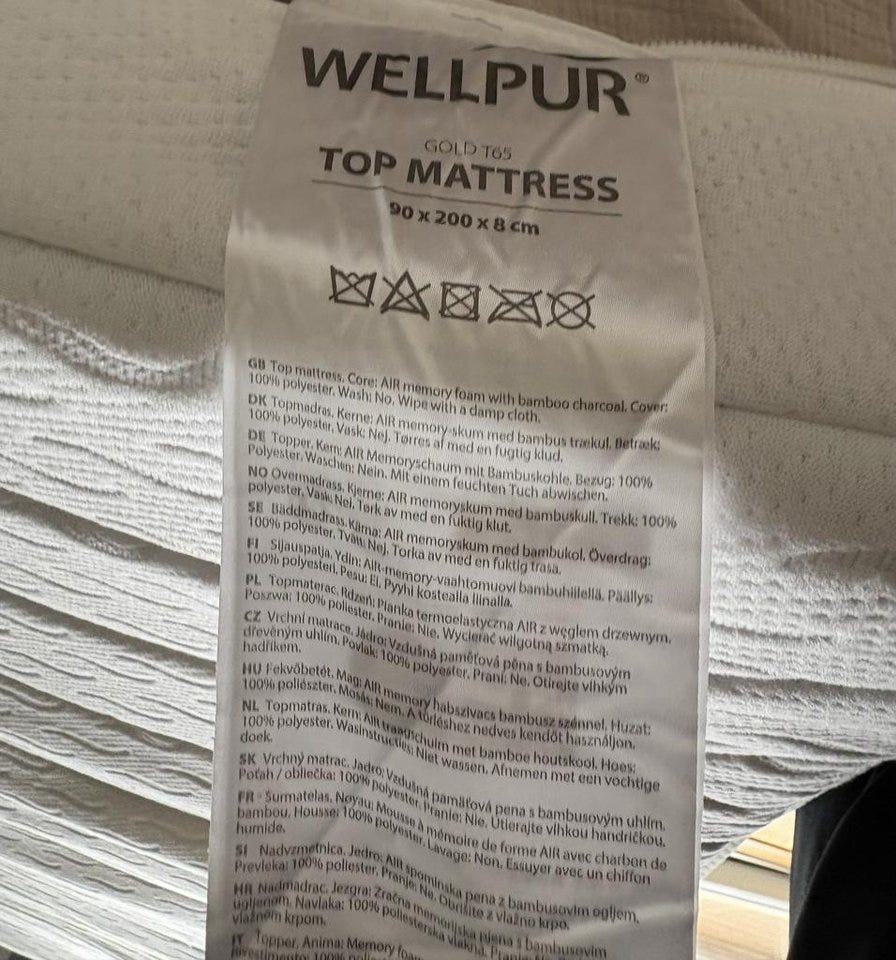 WELLPUR®
GOLD T65
TOP MATTRESS
90 x 200 x 8 cm
GB Top mattress. Core: AIR memory foam with bamboo charcoal. Cover:
100% polyester. Wash: No. Wipe with a damp cloth.
DK Topmadras. Kerne: AIR memory-skum med bambus trækul. Betræk:
100% polyester. Vask: Nej. Tørres af med en fugtig klud.
DE Topper. Kern: AIR Memoryschaum mit Bambuskohle. Bezug: 100%
Polyester. Waschen: Nein. Mit einem feuchten Tuch abwischen.
NO Overmadrass. Kjerne: AIR memoryskum med bambuskull. Trekk: 100%
polyester. Vask: Nei. Tørk av med en fuktig klut.
SE Bäddmadrass. Kärna: AIR memoryskum med bambukol. Överdrag:
100% polyester. Tvätt: Nej. Torka av med en fuktig trasa.
FI Sijauspatja. Ydin: AIR-memory-vaahtomuovi bambuhiilellä. Päällys:
100% polyesteri. Pesu: Ei. Pyyhi kostealla liinalla.
PL Topmaterac. Rdzeń: Pianka termoelastyczna AIR z węglem drzewnym.
Poszwa: 100% poliester. Pranie: Nie. Wycierać wilgotną szmatką.
CZ Vrchní matrace. Jádro: Vzdušná paměťová pěna s bambusovým
dřevěným uhlím. Povlak: 100% polyester. Praní: Ne. Otírejte vlhkým
hadříkem.
HU Fekvőbetét. Mag: AIR memory habszivacs bambusz szénnel. Huzat:
100% poliészter. Mosás: Nem. A törléshez nedves kendőt használjon.
NL Topmatras. Kern: AIR traagschuim met bamboe houtskool. Hoes:
100% polyester. Wasinstructies: Niet wassen. Afnemen met een vochtige
doek.
SK Vrchný matrac. Jadro: Vzdušná pamäťová pena s bambusovým uhlím.
Poťah / obliečka: 100% polyester. Pranie: Nie. Utierajte vlhkou handričkou.
FR - Surmatelas. Noyau: Mousse à mémoire de forme AIR avec charbon de
bambou. Housse: 100% polyester. Lavage: Non. Essuyer avec un chiffon
humide.
SI Nadvzmetnica. Jedro: AIR spominska pena z bambusovim ogljem.
Prevleka: 100% poliester. Pranje: Ne. Obrišite z vlažno krpo.
HR Nadmadrac. Jezgra: Zračna memorijska pjena s bambusovim
ugljenom. Navlaka: 100% poliesterska vlakna. Pranje: Ne.
vlažnom krpom.
IT Topper. Anima: Memory
Rivestimento: 100%